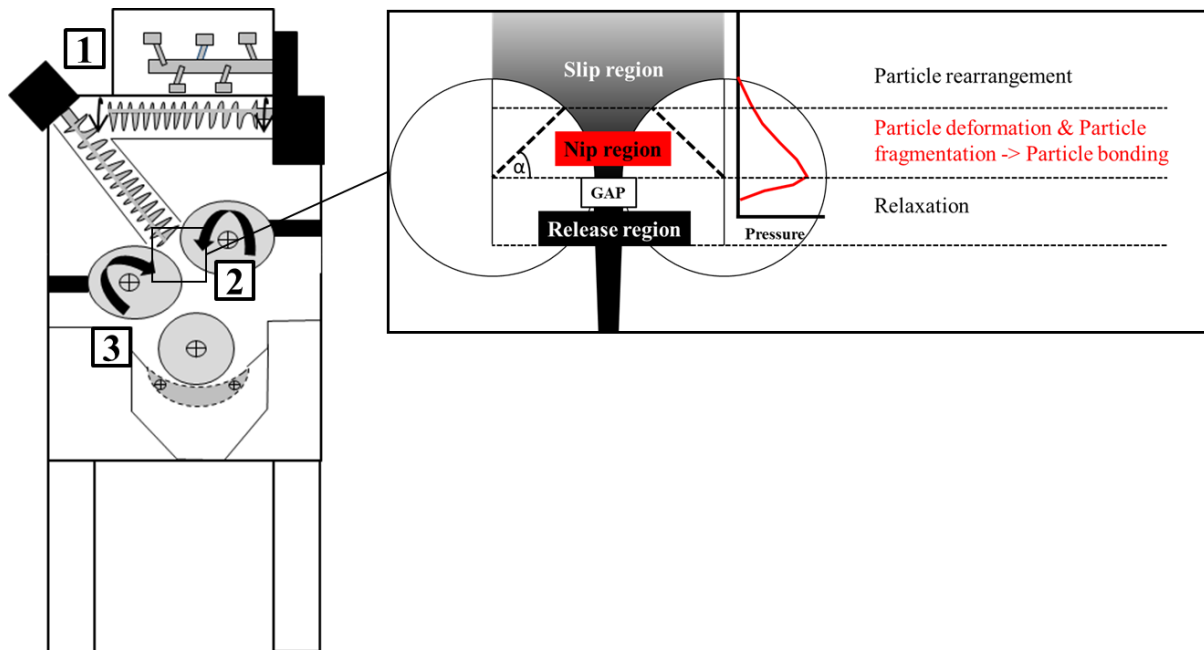 1
2
3
Slip region
Nip region
α
GAP
Release region
Pressure
Particle rearrangement
Particle deformation & Particle
fragmentation -> Particle bonding
Relaxation